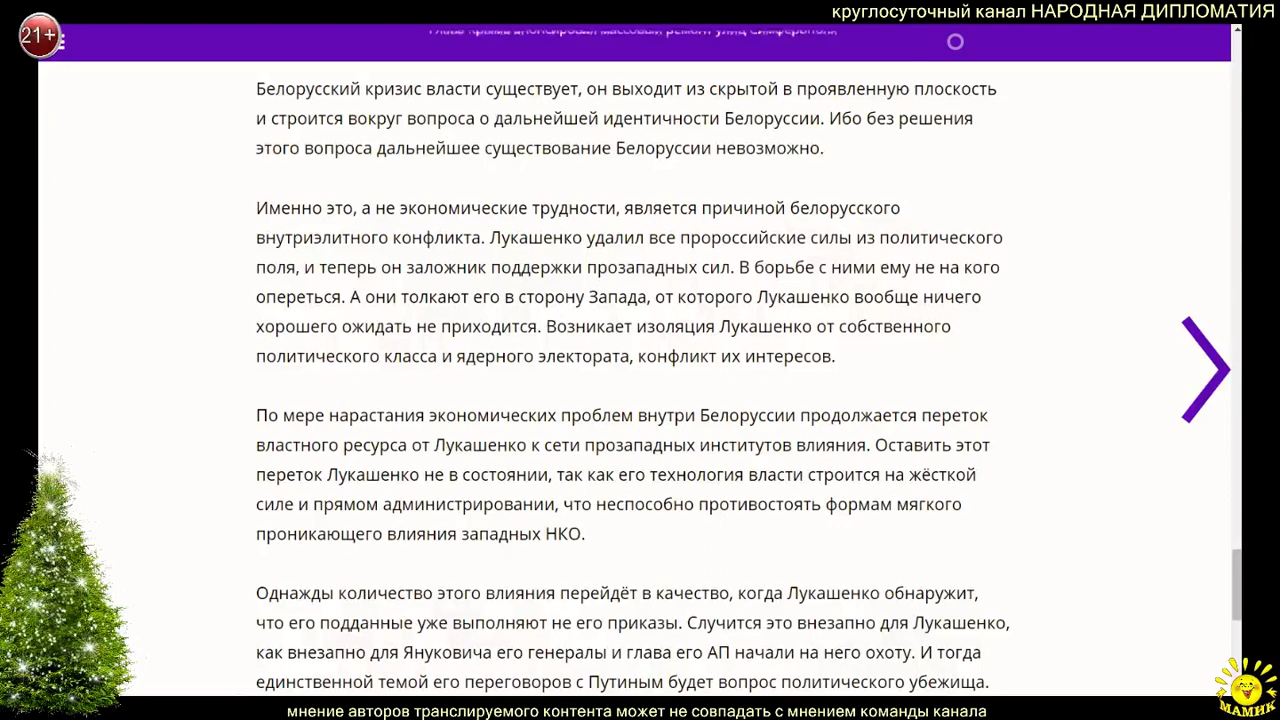 круглосуточный канал НАРОДНАЯ ДИПЛОМАТИЯ
21+
Белорусский кризис власти существует, он выходит из скрытой в проявленную плоскость
и строится вокруг вопроса о дальнейшей идентичности Белоруссии. Ибо без решения
этого вопроса дальнейшее существование Белоруссии невозможно.
Именно это, а не экономические трудности, является причиной белорусского
внутриэлитного конфликта. Лукашенко удалил все пророссийские силы из политического
поля, и теперь он заложник поддержки прозападных сил. В борьбе с ними ему не на кого
опереться. А они толкают его в сторону Запада, от которого Лукашенко вообще ничего
хорошего ожидать не приходится. Возникает изоляция Лукашенко от собственного
политического класса и ядерного электората, конфликт их интересов.
По мере нарастания экономических проблем внутри Белоруссии продолжается переток
властного ресурса от Лукашенко к сети прозападных институтов влияния. Оставить этот
переток Лукашенко не в состоянии, так как его технология власти строится на жёсткой
силе и прямом администрировании, что неспособно противостоять формам мягкого
проникающего влияния западных НКО.
Однажды количество этого влияния перейдёт в качество, когда Лукашенко обнаружит,
что его подданные уже выполняют не его приказы. Случится это внезапно для Лукашенко,
как внезапно для Януковича его генералы и глава его АП начали на него охоту. И тогда
единственной темой его переговоров с Путиным будет вопрос политического убежища.
МАМИК
мнение авторов транслируемого контента может не совпадать с мнением команды канала